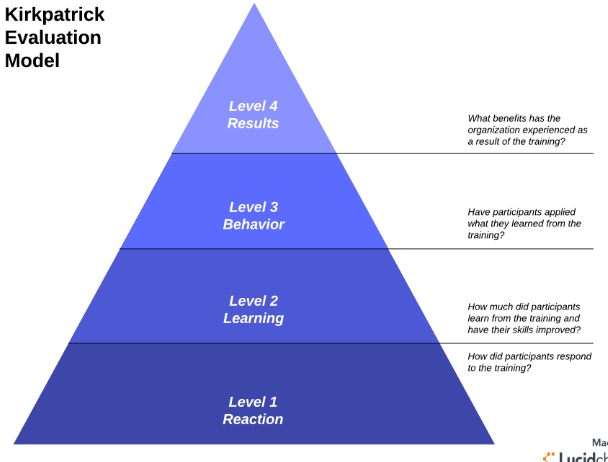 Kirkpatrick
Evaluation
Model
Level 4
Results
What benefits has the
organization experienced as
a result of the training?
Level 3
Behavior
Have participants applied
what they learned from the
training?
Level 2
Learning
How much did participants
learn from the training and
have their skills improved?
How did participants respond
to the training?
Level 1
Reaction